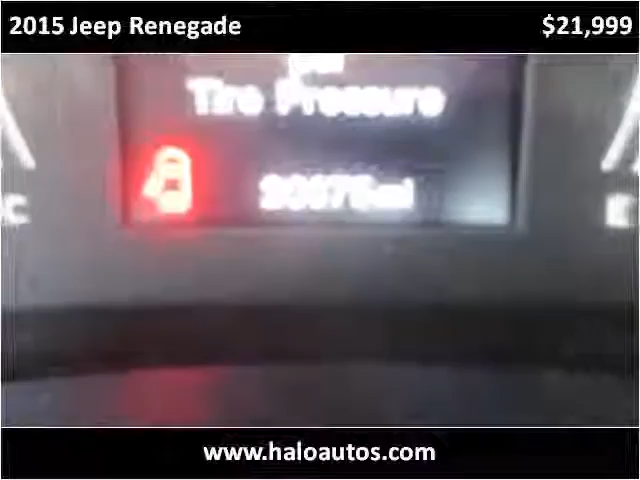 2015 Jeep Renegade $21,999
Tire Pressure
C
E
www.haloautos.com